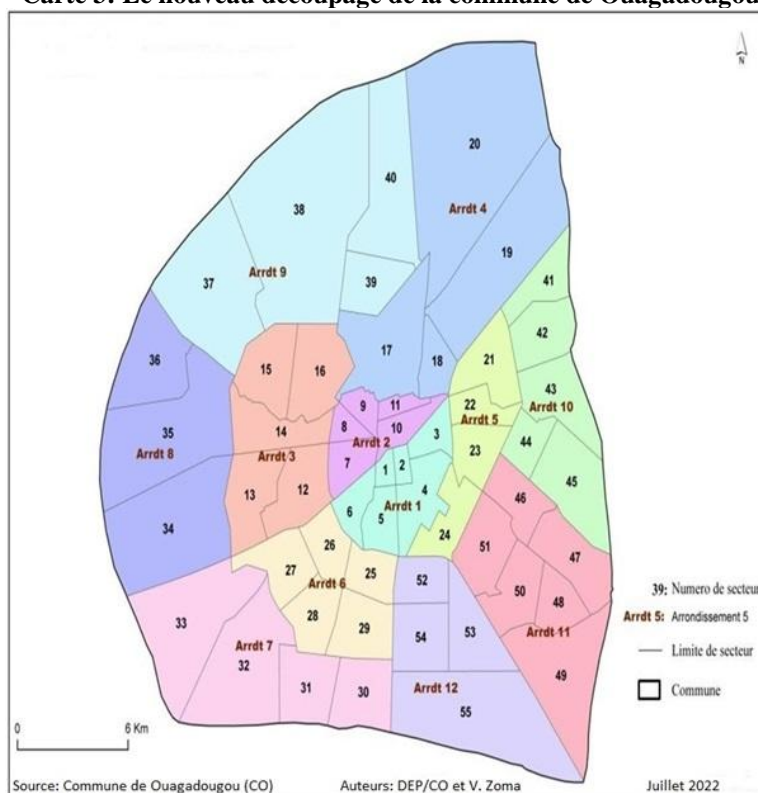 Carte 3: Le nouveau découpage de la commune de Ouagadougou
N
20
40
38
Arrdt 4
19
39
37
Arrdt 9
41
42
36
17
18
21
15
16
43
9
11
22
Arrdt 10
35
14
8
10
3
Arrdt 5
Arrdt 8
Arrdt 3
Arrdt 2
44
7
1
2
23
45
13
12
4
46
34
6
5
Arrdt 1
24
51
47
26
27
25
52
50
48
Arrdt 6
28
29
33
54
53
Arrdt 11
Arrdt 7
32
49
31
30
Arrdt 12
55
39: Numero de secteur
Arrdt 5: Arrondissement 5
Limite de secteur
Commune
0
6 Km
Source: Commune de Ouagadougou (CO) Auteurs: DEP/CO et V. Zoma Juillet 2022